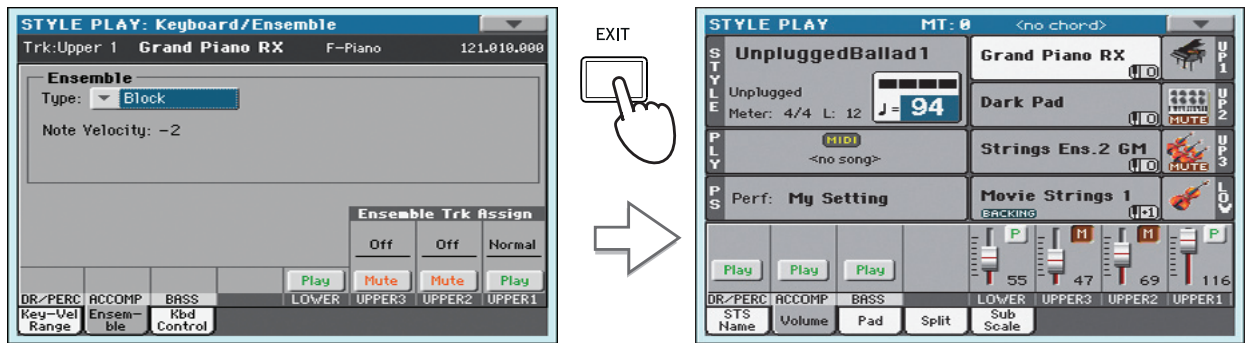 STYLE PLAY: Keyboard/Ensemble
Trk:Upper 1 Grand Piano RX F-Piano 121.010.000
Ensemble
Type: Block
Note Velocity: -2
Ensemble Trk Assign
Off Off Normal
Play Mute Mute Play
DR/PERC ACCOMP BASS LOWER UPPER3 UPPER2 UPPER1
Key-Vel Range Ensem-ble Kbd Control
EXIT
STYLE PLAY MT:0 <no chord>
STYLE
UnpluggedBallad1
Unplugged
Meter: 4/4 L: 12 ♩= 94
PLY
MIDI
<no song>
PS
Perf: My Setting
Grand Piano RX
0
UP1
Dark Pad
0
MUTE
UP2
Strings Ens.2 GM
0
MUTE
UP3
Movie Strings 1
BACKING
+1
LOW
P M M P
Play Play Play 55 47 69 116
DR/PERC ACCOMP BASS LOWER UPPER3 UPPER2 UPPER1
STS Name Volume Pad Split Sub Scale